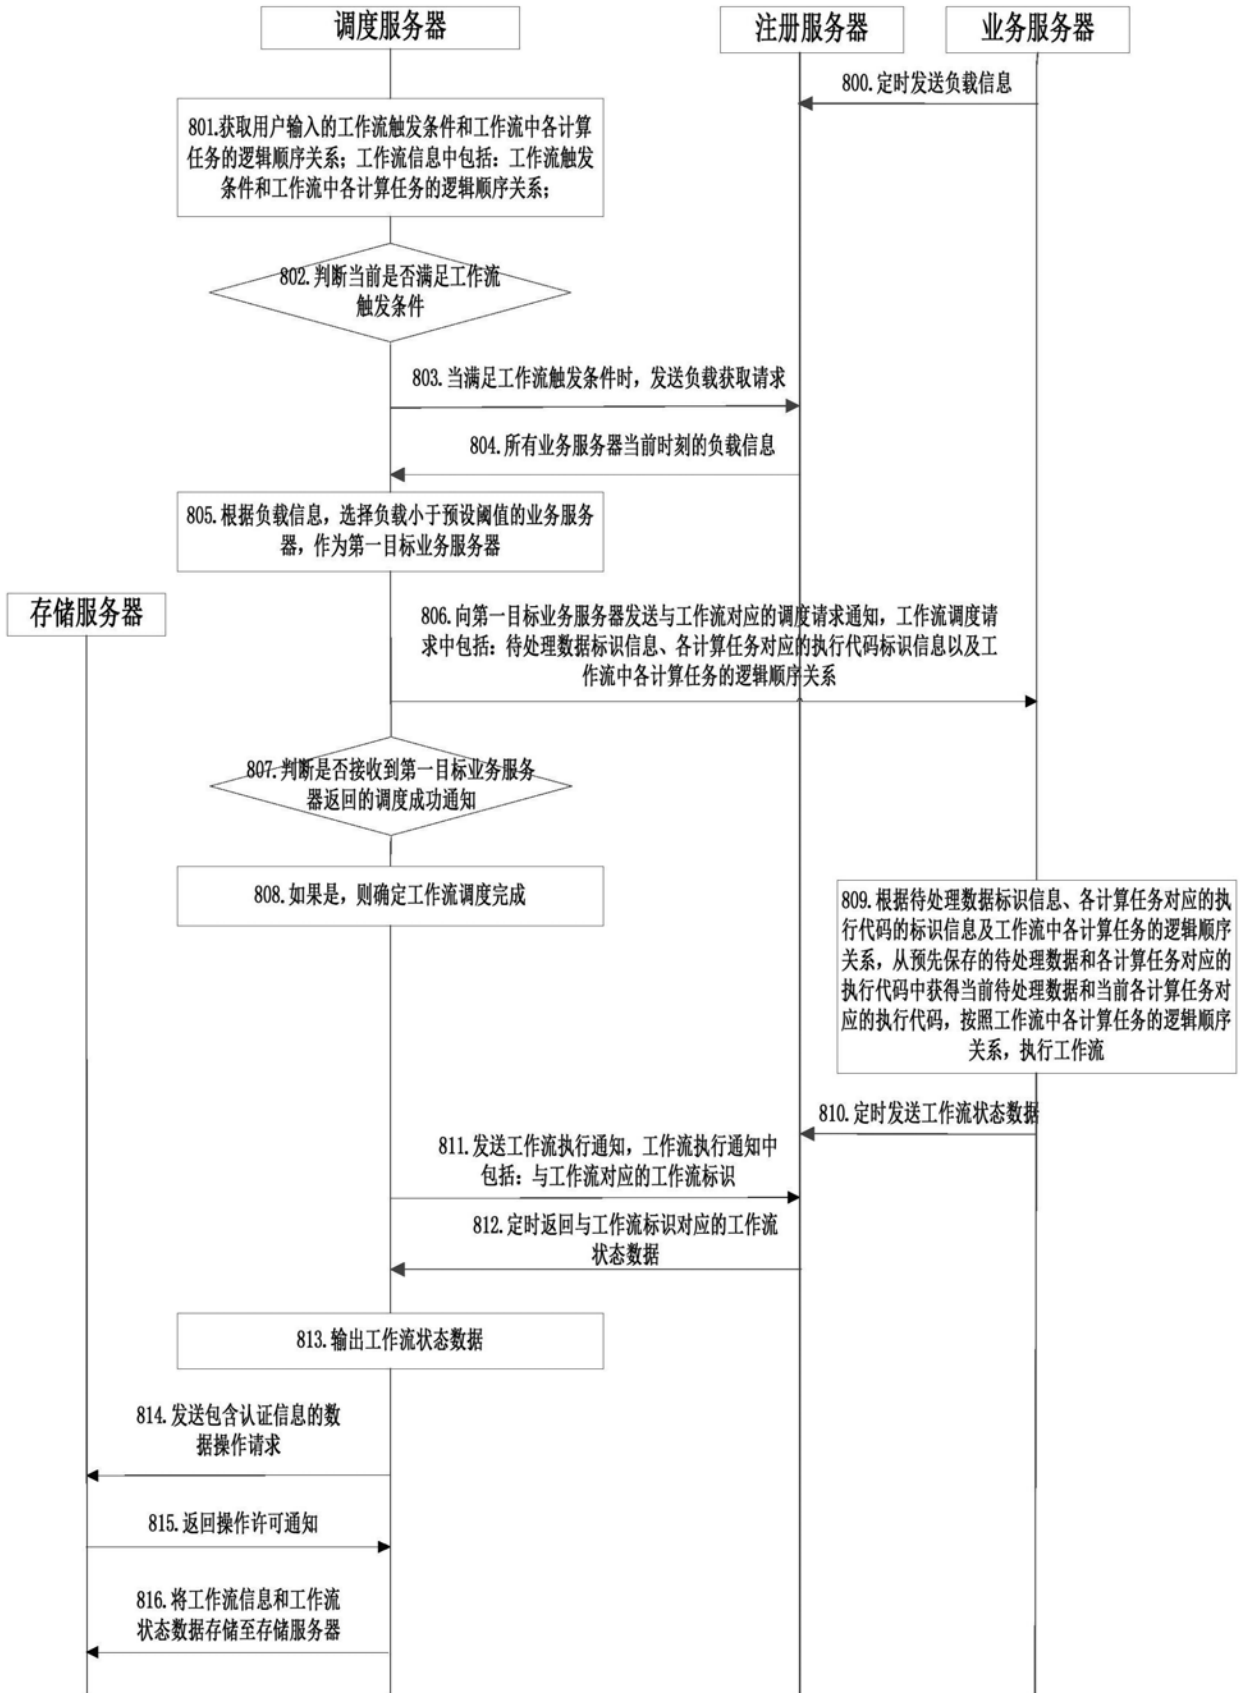 调度服务器
注册服务器
业务服务器
800.定时发送负载信息
801.获取用户输入的工作流触发条件和工作流中各计算
任务的逻辑顺序关系；工作流信息中包括：工作流触发
条件和工作流中各计算任务的逻辑顺序关系；
802.判断当前是否满足工作流
触发条件
803.当满足工作流触发条件时，发送负载获取请求
804.所有业务服务器当前时刻的负载信息
805.根据负载信息，选择负载小于预设阈值的业务服务
器，作为第一目标业务服务器
存储服务器
806.向第一目标业务服务器发送与工作流对应的调度请求通知，工作流调度请
求中包括：待处理数据标识信息、各计算任务对应的执行代码标识信息以及工
作流中各计算任务的逻辑顺序关系
807.判断是否接收到第一目标业务服务
器返回的调度成功通知
808.如果是，则确定工作流调度完成
809.根据待处理数据标识信息、各计算任务对应的执
行代码的标识信息及工作流中各计算任务的逻辑顺序
关系，从预先保存的待处理数据和各计算任务对应的
执行代码中获得当前待处理数据和当前各计算任务对
应的执行代码，按照工作流中各计算任务的逻辑顺序
关系，执行工作流
810.定时发送工作流状态数据
811.发送工作流执行通知，工作流执行通知中
包括：与工作流对应的工作流标识
812.定时返回与工作流标识对应的工作流
状态数据
813.输出工作流状态数据
814.发送包含认证信息的数
据操作请求
815.返回操作许可通知
816.将工作流信息和工作流
状态数据存储至存储服务器